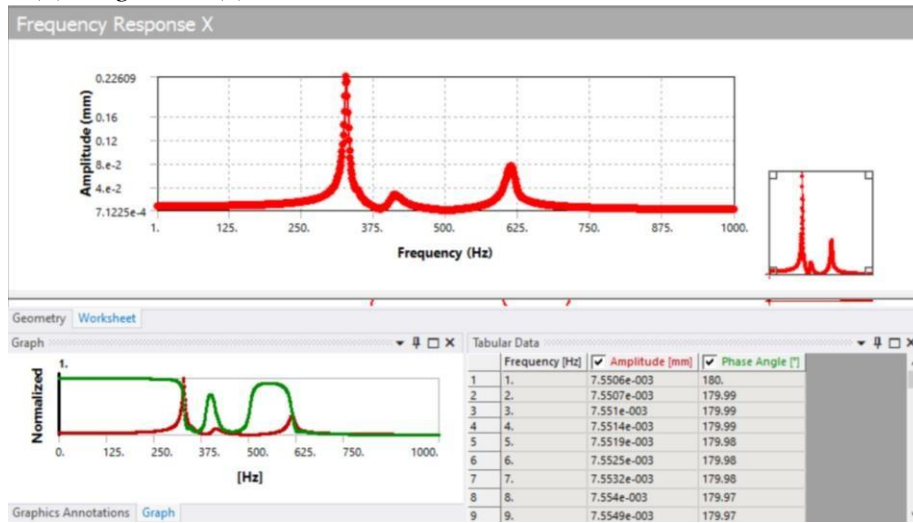 Frequency Response X
0.22609
0.16
0.12
8.e-2
4.e-2
7.1225e-4
Amplitude (mm)
1. 125. 250. 375. 500. 625. 750. 875. 1000.
Frequency (Hz)
Geometry Worksheet
Graph
1.
Normalized
0. 125. 250. 375. 500. 625. 750. 1000.
[Hz]
Graphics Annotations Graph
Tabular Data
Frequency [Hz] Amplitude [mm] Phase Angle [°]
1 1. 7.5506e-003 180.
2 2. 7.5507e-003 179.99
3 3. 7.551e-003 179.99
4 4. 7.5514e-003 179.99
5 5. 7.5519e-003 179.98
6 6. 7.5525e-003 179.98
7 7. 7.5532e-003 179.98
8 8. 7.554e-003 179.97
9 9. 7.5549e-003 179.97